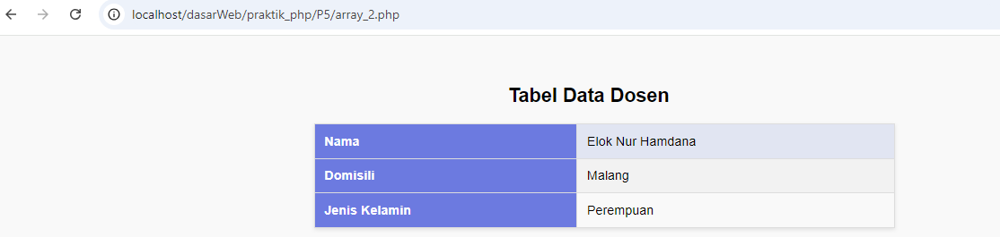 localhost/dasarWeb/praktik_php/P5/array_2.php
Tabel Data Dosen
Nama Elok Nur Hamdana
Domisili Malang
Jenis Kelamin Perempuan